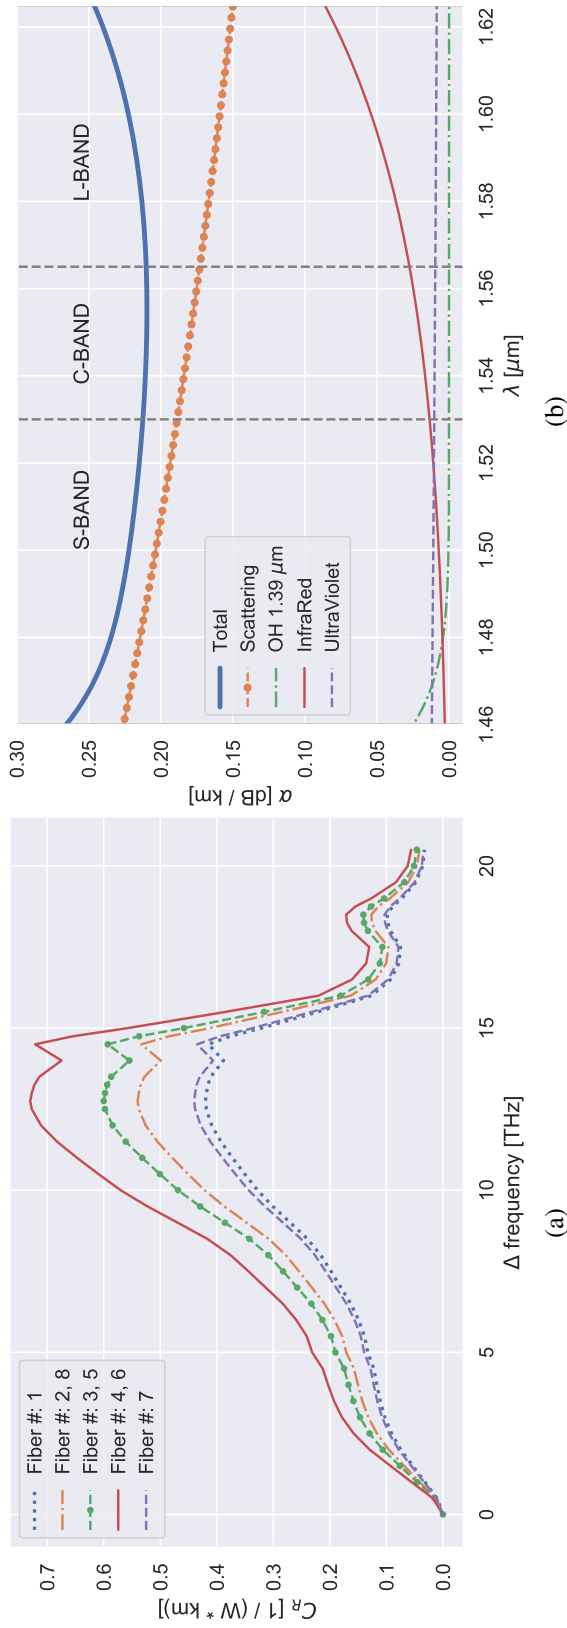 Fiber #: 1
Fiber #: 2, 8
Fiber #: 3, 5
Fiber #: 4, 6
Fiber #: 7
C_R [1 / (W * km)]
0.7
0.6
0.5
0.4
0.3
0.2
0.1
0.0
0
5
10
15
20
Δ frequency [THz]
(a)
S-BAND
C-BAND
L-BAND
Total
Scattering
OH 1.39 μm
InfraRed
UltraViolet
α [dB / km]
0.30
0.25
0.20
0.15
0.10
0.05
0.00
1.46
1.48
1.50
1.52
1.54
1.56
1.58
1.60
1.62
λ [μm]
(b)